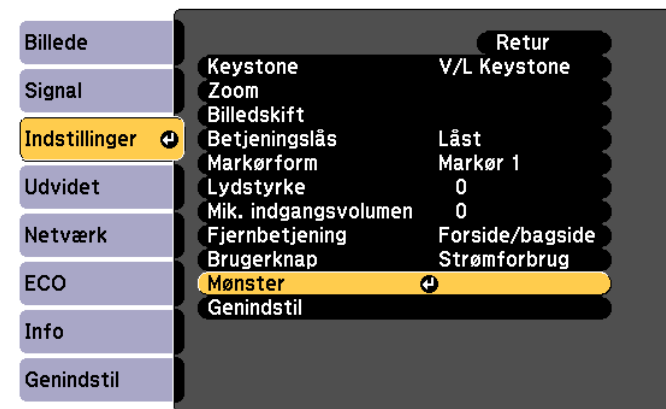 Billede
Signal
Indstillinger
Udvidet
Netværk
ECO
Info
Genindstil
Retur
Keystone V/L Keystone
Zoom
Billedskift
Betjeningslås Låst
Markørform Markør 1
Lydstyrke 0
Mik. indgangsvolumen 0
Fjernbetjening Forside/bagside
Brugerknap Strømforbrug
Mønster
Genindstil